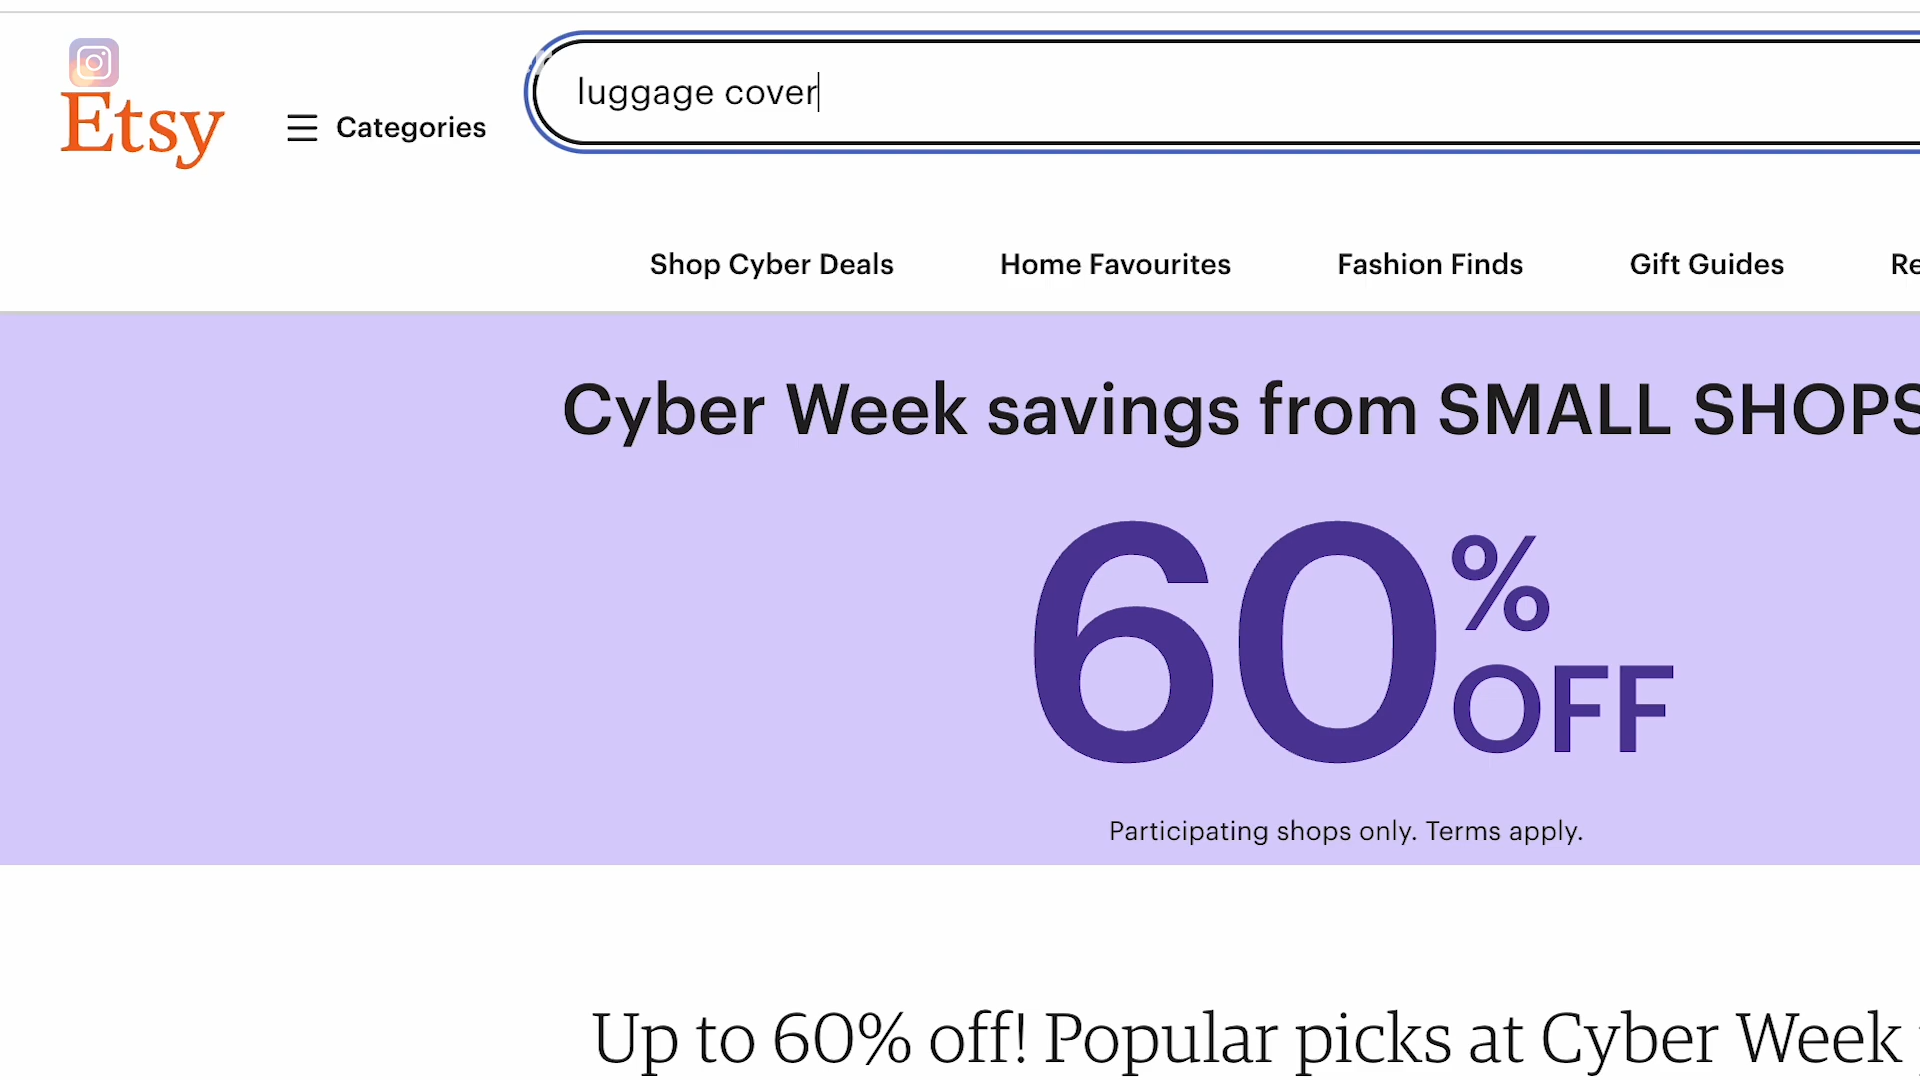 Etsy
Categories
luggage cover
Shop Cyber Deals Home Favourites Fashion Finds Gift Guides
Cyber Week savings from SMALL SHOPS
60% OFF
Participating shops only. Terms apply.
Up to 60% off! Popular picks at Cyber Week